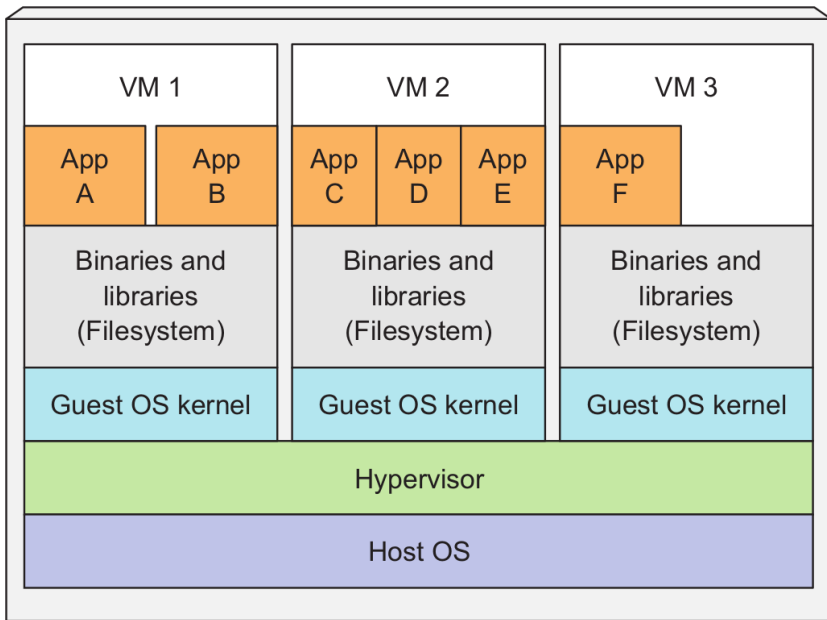 VM 1
App
A
App
B
Binaries and
libraries
(Filesystem)
Guest OS kernel
VM 2
App
C
App
D
App
E
Binaries and
libraries
(Filesystem)
Guest OS kernel
VM 3
App
F
Binaries and
libraries
(Filesystem)
Guest OS kernel
Hypervisor
Host OS